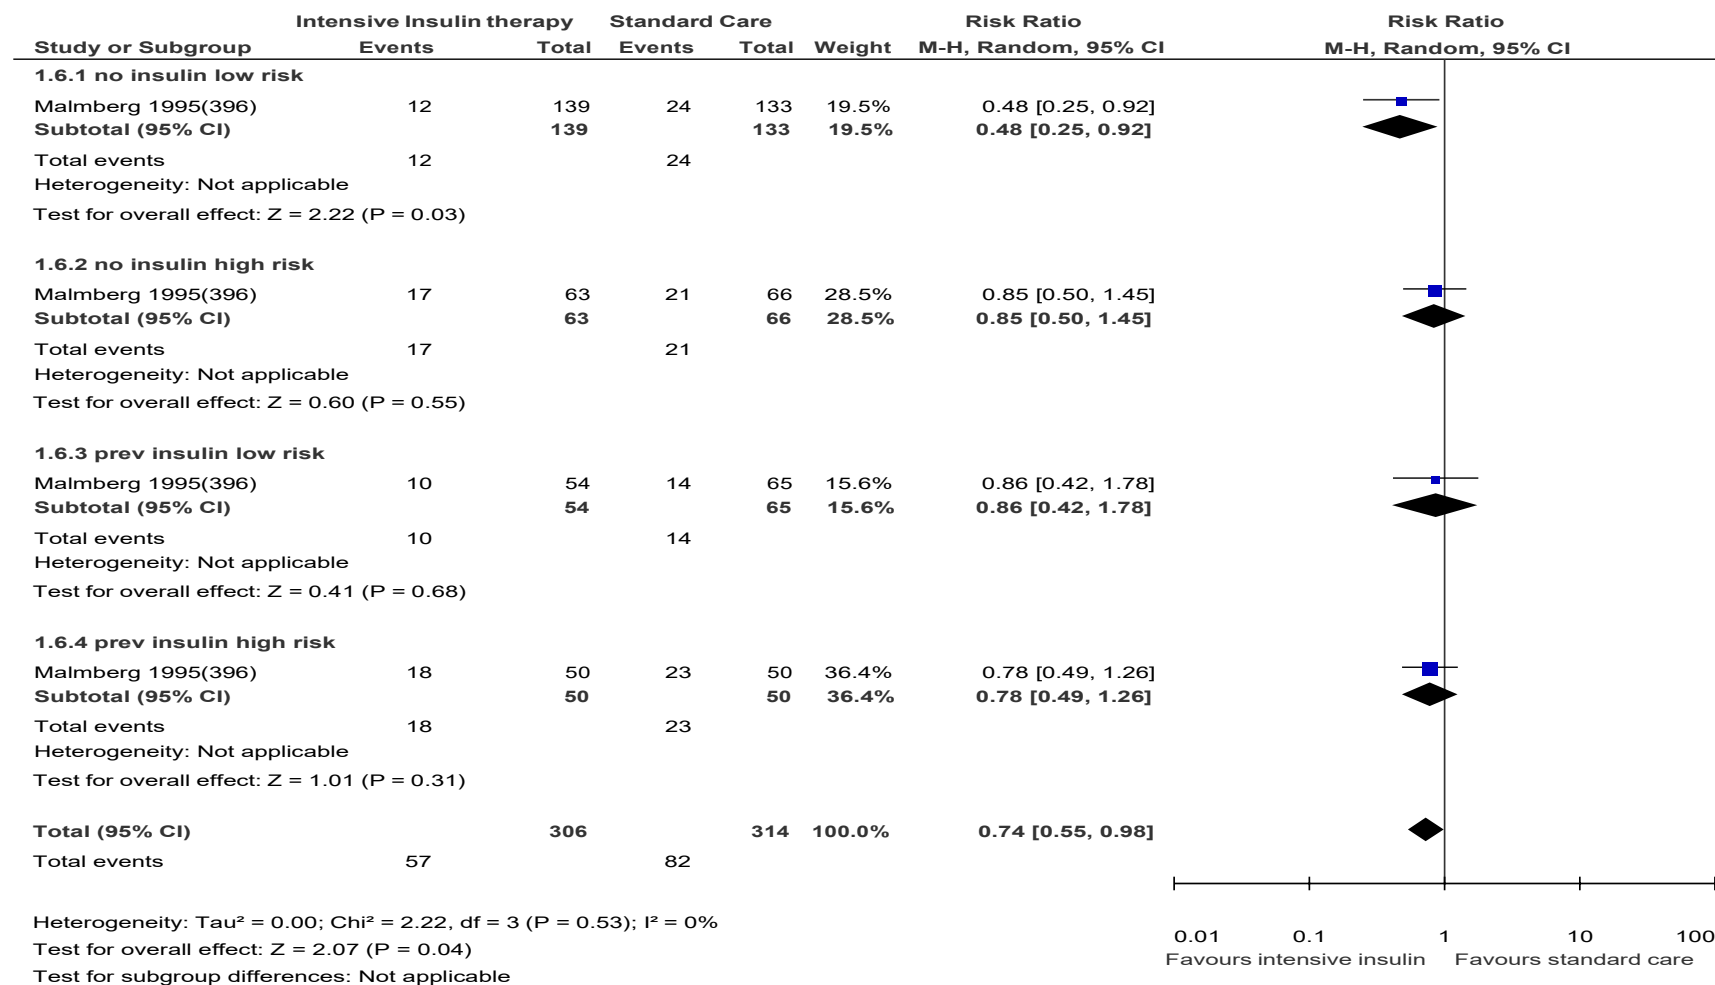 Intensive Insulin therapy Standard Care Risk Ratio Risk Ratio
Study or Subgroup Events Total Events Total Weight M-H, Random, 95% CI M-H, Random, 95% CI
1.6.1 no insulin low risk
Malmberg 1995(396) 12 139 24 133 19.5% 0.48 [0.25, 0.92]
Subtotal (95% CI) 139 133 19.5% 0.48 [0.25, 0.92]
Total events 12 24
Heterogeneity: Not applicable
Test for overall effect: Z = 2.22 (P = 0.03)
1.6.2 no insulin high risk
Malmberg 1995(396) 17 63 21 66 28.5% 0.85 [0.50, 1.45]
Subtotal (95% CI) 63 66 28.5% 0.85 [0.50, 1.45]
Total events 17 21
Heterogeneity: Not applicable
Test for overall effect: Z = 0.60 (P = 0.55)
1.6.3 prev insulin low risk
Malmberg 1995(396) 10 54 14 65 15.6% 0.86 [0.42, 1.78]
Subtotal (95% CI) 54 65 15.6% 0.86 [0.42, 1.78]
Total events 10 14
Heterogeneity: Not applicable
Test for overall effect: Z = 0.41 (P = 0.68)
1.6.4 prev insulin high risk
Malmberg 1995(396) 18 50 23 50 36.4% 0.78 [0.49, 1.26]
Subtotal (95% CI) 50 50 36.4% 0.78 [0.49, 1.26]
Total events 18 23
Heterogeneity: Not applicable
Test for overall effect: Z = 1.01 (P = 0.31)
Total (95% CI) 306 314 100.0% 0.74 [0.55, 0.98]
Total events 57 82
Heterogeneity: Tau² = 0.00; Chi² = 2.22, df = 3 (P = 0.53); I² = 0%
Test for overall effect: Z = 2.07 (P = 0.04)
Test for subgroup differences: Not applicable
0.01 0.1 1 10 100
Favours intensive insulin Favours standard care